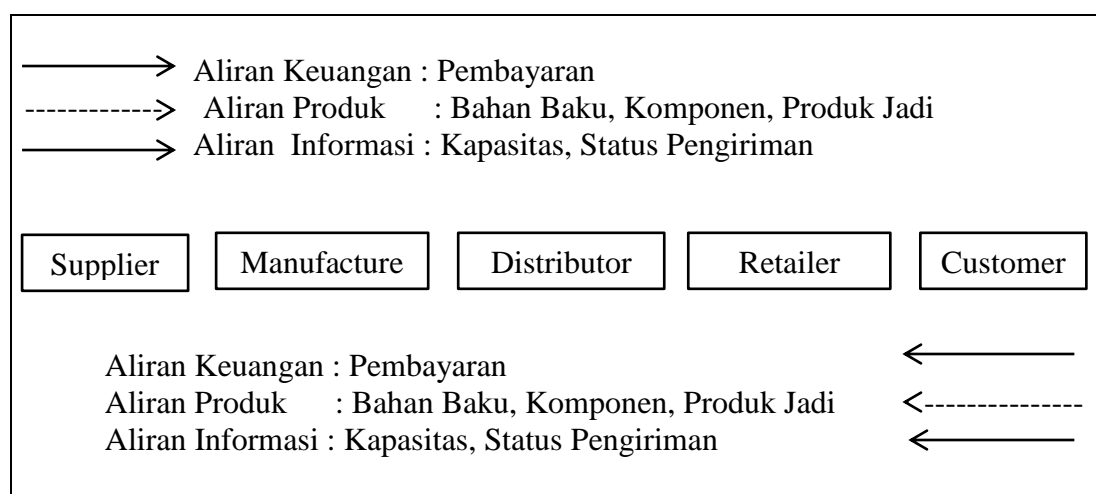 Aliran Keuangan : Pembayaran
Aliran Produk : Bahan Baku, Komponen, Produk Jadi
Aliran Informasi : Kapasitas, Status Pengiriman
Supplier Manufacture Distributor Retailer Customer
Aliran Keuangan : Pembayaran
Aliran Produk : Bahan Baku, Komponen, Produk Jadi
Aliran Informasi : Kapasitas, Status Pengiriman